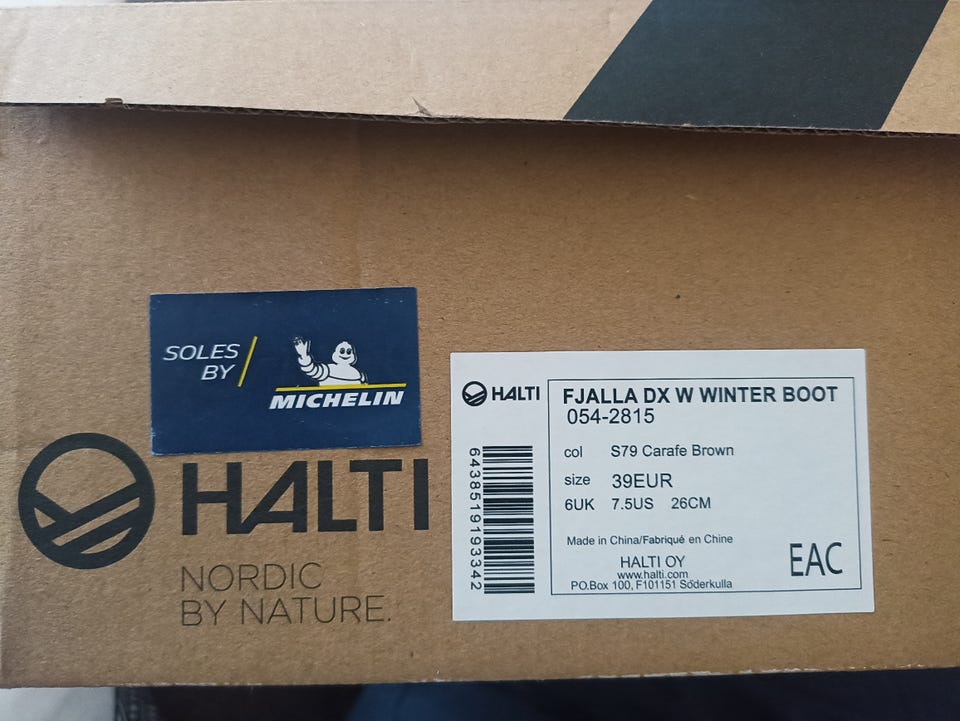 SOLES
BY
MICHELIN
HALTI
NORDIC
BY NATURE.
HALTI
FJALLA DX W WINTER BOOT
054-2815
col S79 Carafe Brown
size 39EUR
6UK 7.5US 26CM
Made in China/Fabriqué en Chine
HALTI OY
www.halti.com
PO.Box 100, F101151 Söderkulla
EAC
6438519193342